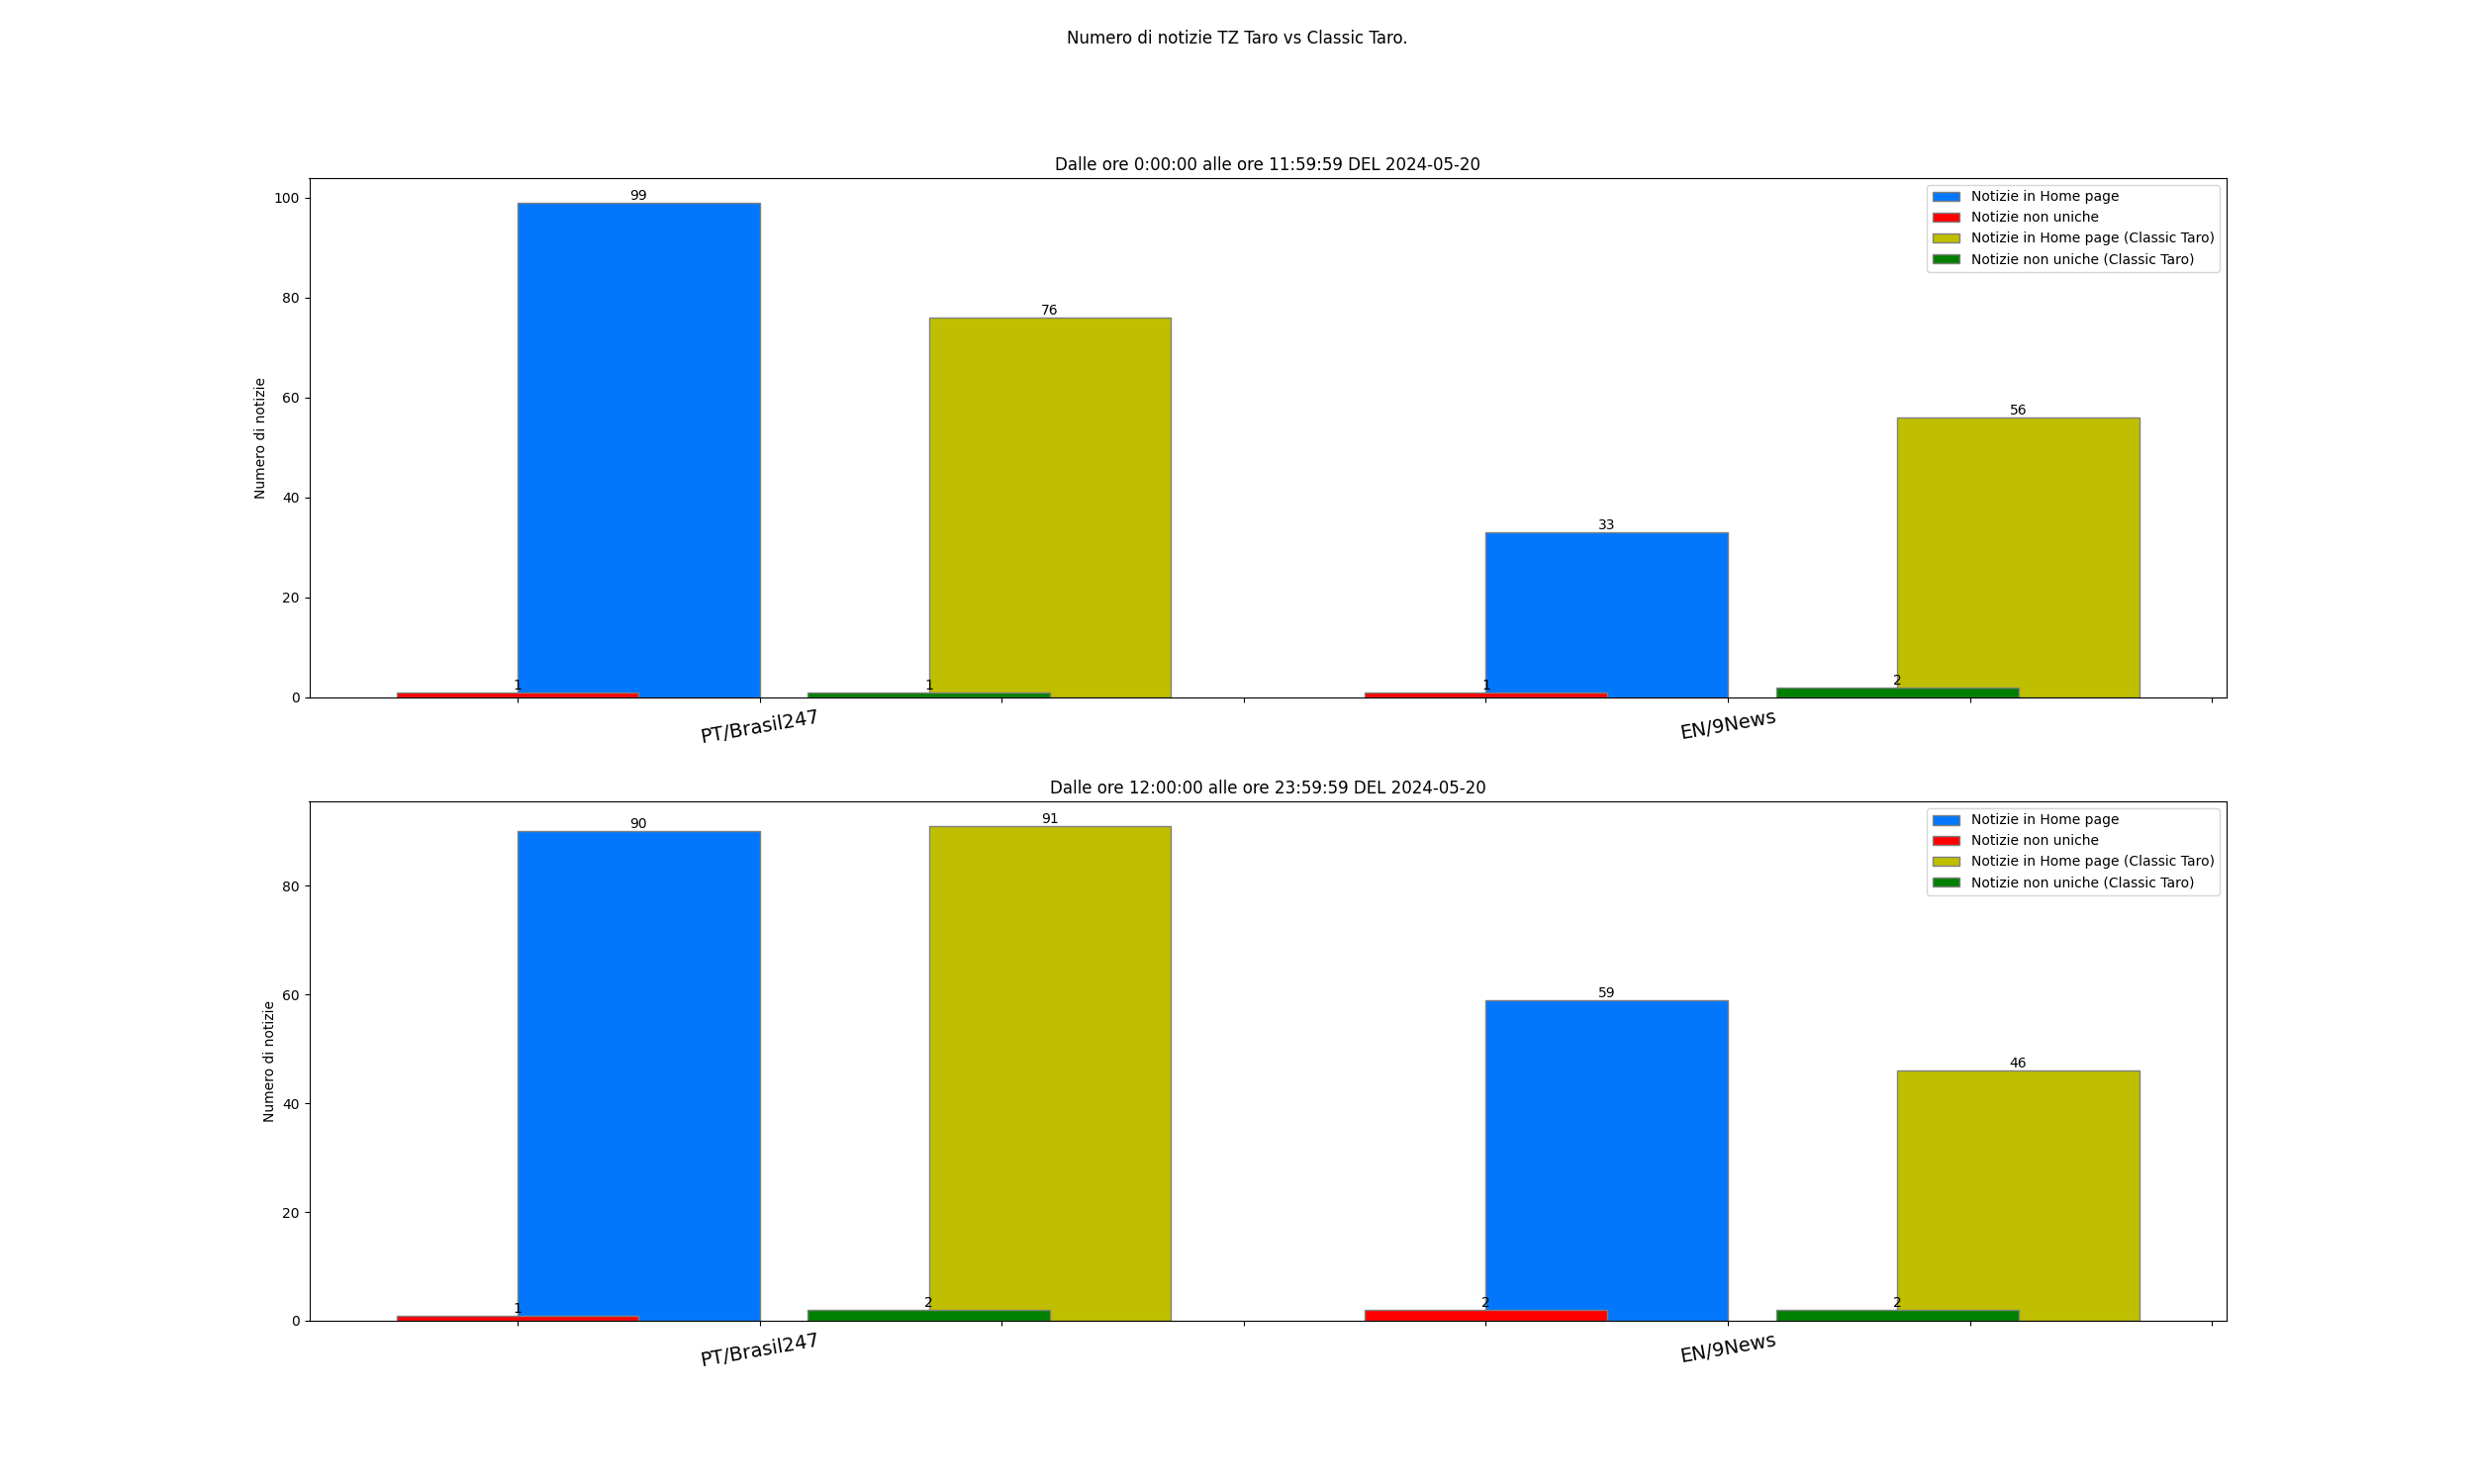 Numero di notizie TZ Taro vs Classic Taro.
Dalle ore 0:00:00 alle ore 11:59:59 DEL 2024-05-20
Numero di notizie
100
80
60
40
20
0
99
76
33
56
1
1
1
2
Notizie in Home page
Notizie non uniche
Notizie in Home page (Classic Taro)
Notizie non uniche (Classic Taro)
PT/Brasil247
EN/9News
Dalle ore 12:00:00 alle ore 23:59:59 DEL 2024-05-20
Numero di notizie
80
60
40
20
0
90
91
59
46
1
2
2
2
Notizie in Home page
Notizie non uniche
Notizie in Home page (Classic Taro)
Notizie non uniche (Classic Taro)
PT/Brasil247
EN/9News